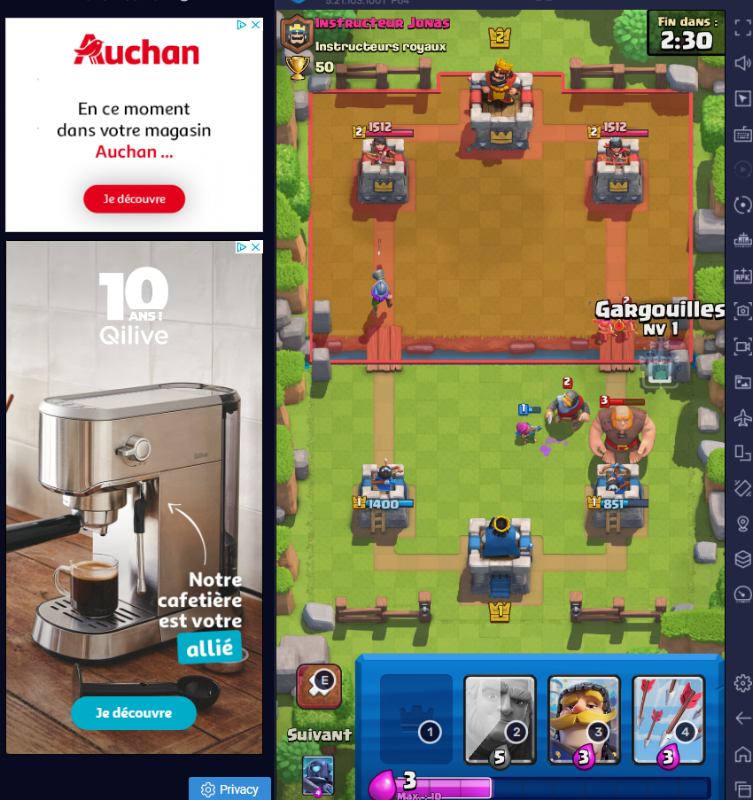 Auchan
En ce moment
dans votre magasin
Auchan ...
Je découvre
10
ANS!
Qilive
Notre
cafetière
est votre
allié
Je découvre
Privacy
Instructeur Jonas
Instructeurs royaux
50
Fin dans :
2:30
2
2 1512
2 1512
Gargouilles
NV 1
2
1
3
1 1400
1 851
1
E
Suivant
4
1
2
5
3
3
4
3
3
Max.: 10